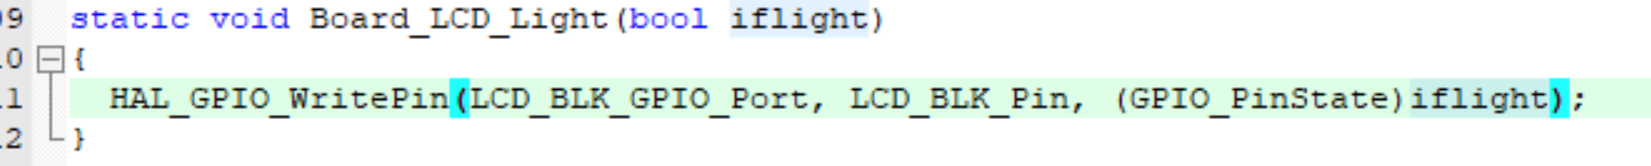 09 static void Board_LCD_Light(bool iflight)
10 {
11 HAL_GPIO_WritePin(LCD_BLK_GPIO_Port, LCD_BLK_Pin, (GPIO_PinState)iflight);
12 }